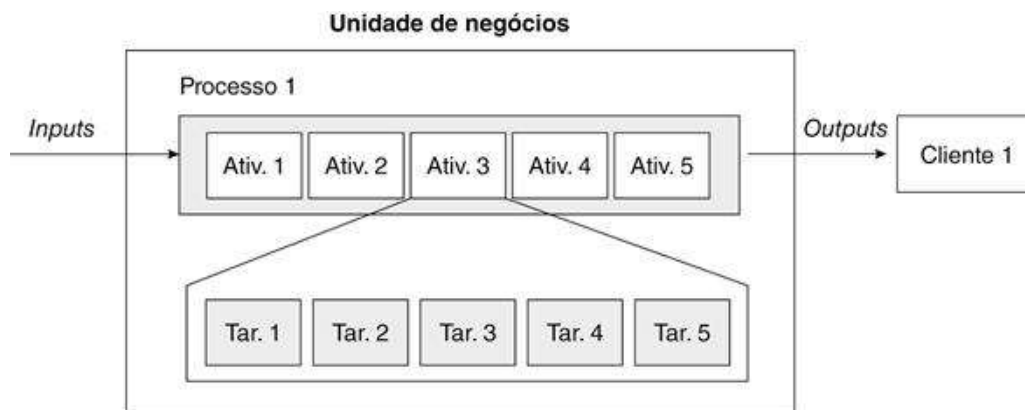 Unidade de negócios
Processo 1
Inputs
Ativ. 1
Ativ. 2
Ativ. 3
Ativ. 4
Ativ. 5
Outputs
Cliente 1
Tar. 1
Tar. 2
Tar. 3
Tar. 4
Tar. 5